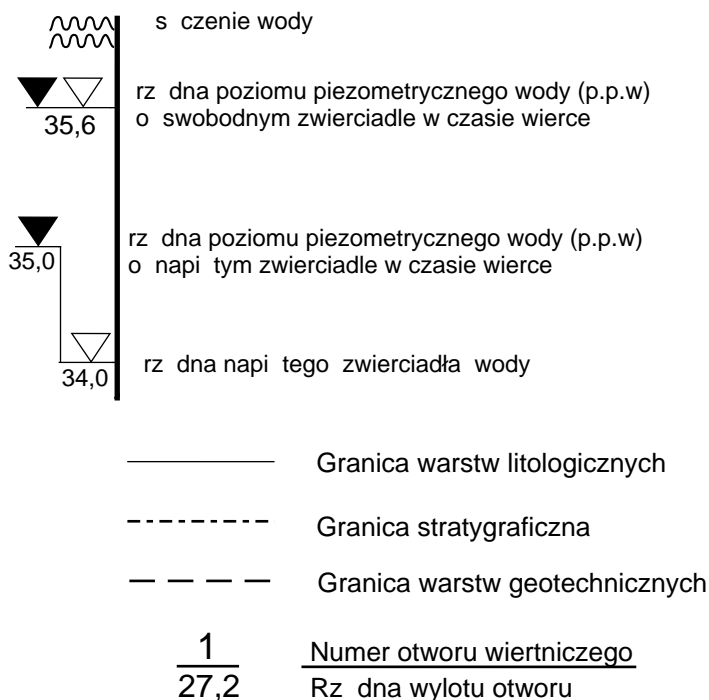 s czenie wody
rz dna poziomu piezometrycznego wody (p.p.w)
35,6 o swobodnym zwierciadle w czasie wierce
rz dna poziomu piezometrycznego wody (p.p.w)
35,0 o napi tym zwierciadle w czasie wierce
rz dna napi tego zwierciadła wody
34,0
Granica warstw litologicznych
Granica stratygraficzna
Granica warstw geotechnicznych
1 Numer otworu wiertniczego
27,2 Rz dna wylotu otworu